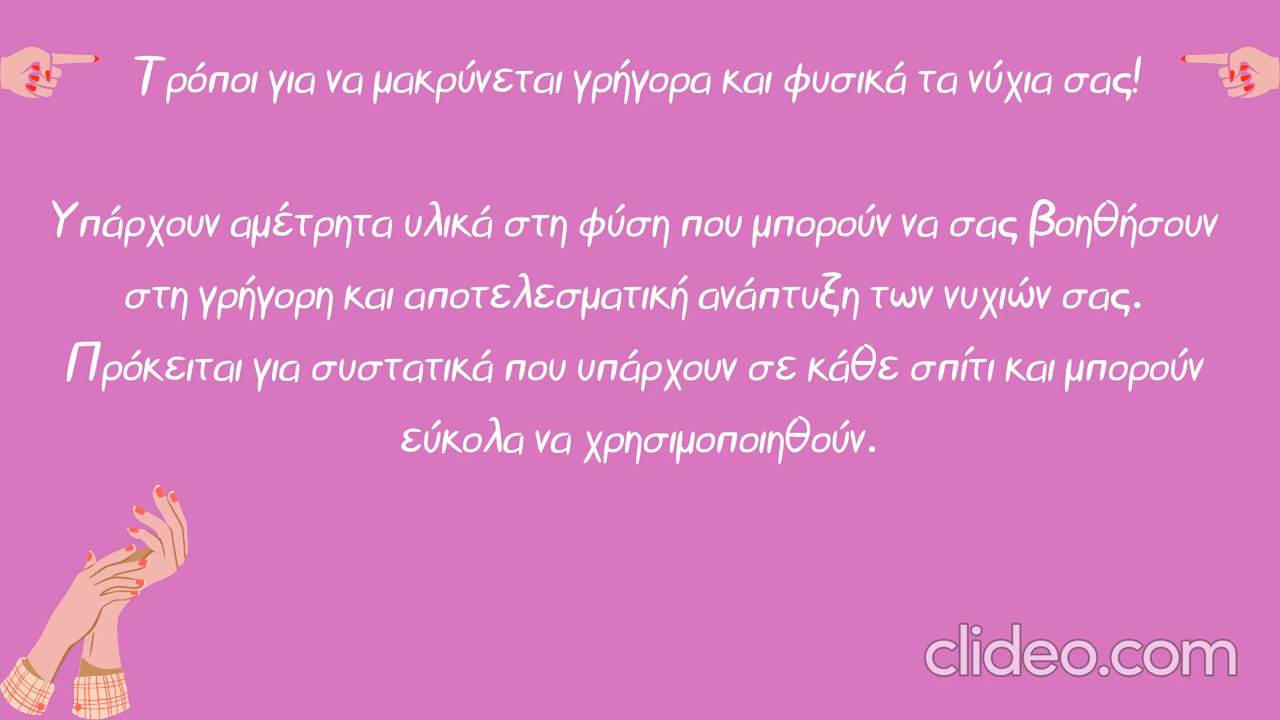 Τρόποι για να μακρύνεται γρήγορα και φυσικά τα νύχια σας!
Υπάρχουν αμέτρητα υλικά στη φύση που μπορούν να σας βοηθήσουν
στη γρήγορη και αποτελεσματική ανάπτυξη των νυχιών σας.
Πρόκειται για συστατικά που υπάρχουν σε κάθε σπίτι και μπορούν
εύκολα να χρησιμοποιηθούν.
clideo.com